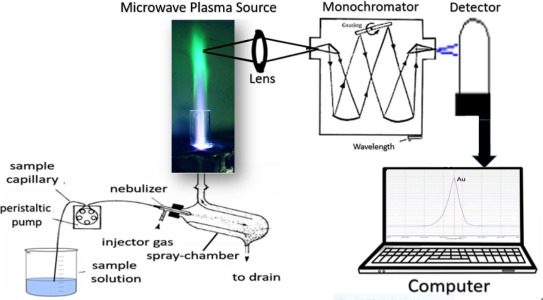 Microwave Plasma Source
Monochromator
Detector
Grating
Lens
Wavelength
sample
capillary
nebulizer
peristaltic
pump
injector gas
spray-chamber
to drain
sample
solution
Au
Computer